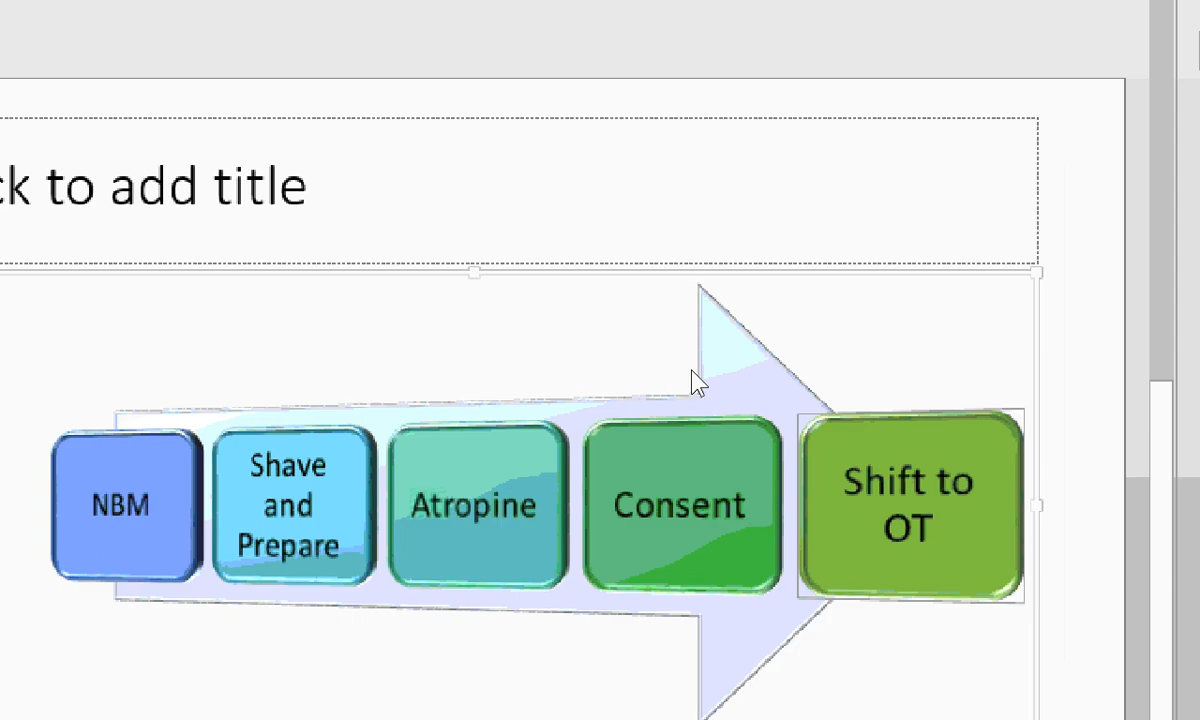 ck to add title
NBM
Shave
and
Prepare
Atropine
Consent
Shift to
OT